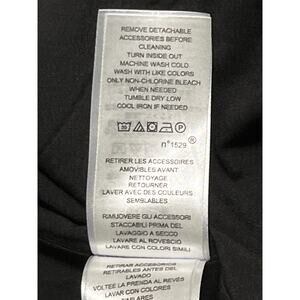 REMOVE DETACHABLE
ACCESSORIES BEFORE
CLEANING
TURN INSIDE OUT
MACHINE WASH COLD
WASH WITH LIKE COLORS
ONLY NON-CHLORINE BLEACH
WHEN NEEDED
TUMBLE DRY LOW
COOL IRON IF NEEDED
n°1529 ®
RETIRER LES ACCESSOIRES
AMOVIBLES AVANT
NETTOYAGE
RETOURNER
LAVER AVEC DES COULEURS
SEMBLABLES
RIMUOVERE GLI ACCESSORI
STACCABILI PRIMA DEL
LAVAGGIO A SECCO
LAVARE AL ROVESCIO
LAVARE CON COLORI SIMILI
RETIRAR ACCESORIOS
RETIRABLES ANTES DEL
LAVADO
VOLTEE LA PRENDA
LAVAR CON COLORES